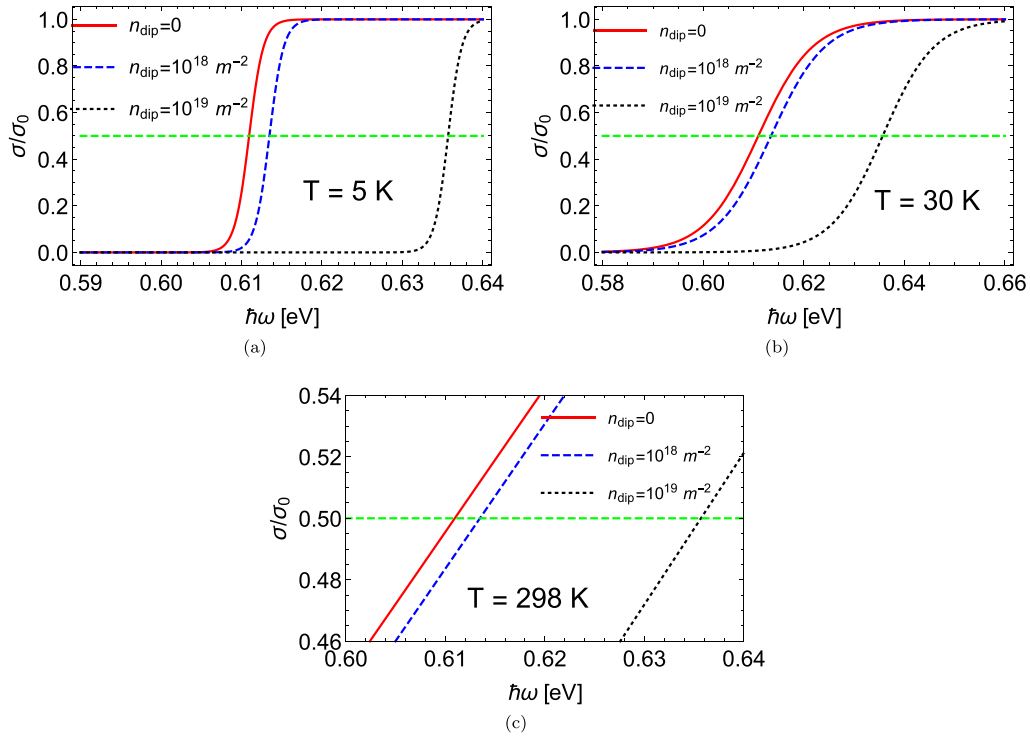 n_dip=0
n_dip=10^18 m^−2
n_dip=10^19 m^−2
T = 5 K
σ/σ₀
1.0
0.8
0.6
0.4
0.2
0.0
0.59 0.60 0.61 0.62 0.63 0.64
ℏω [eV]
(a)
n_dip=0
n_dip=10^18 m^−2
n_dip=10^19 m^−2
T = 30 K
σ/σ₀
1.0
0.8
0.6
0.4
0.2
0.0
0.58 0.60 0.62 0.64 0.66
ℏω [eV]
(b)
n_dip=0
n_dip=10^18 m^−2
n_dip=10^19 m^−2
T = 298 K
σ/σ₀
0.54
0.52
0.50
0.48
0.46
0.60 0.61 0.62 0.63 0.64
ℏω [eV]
(c)